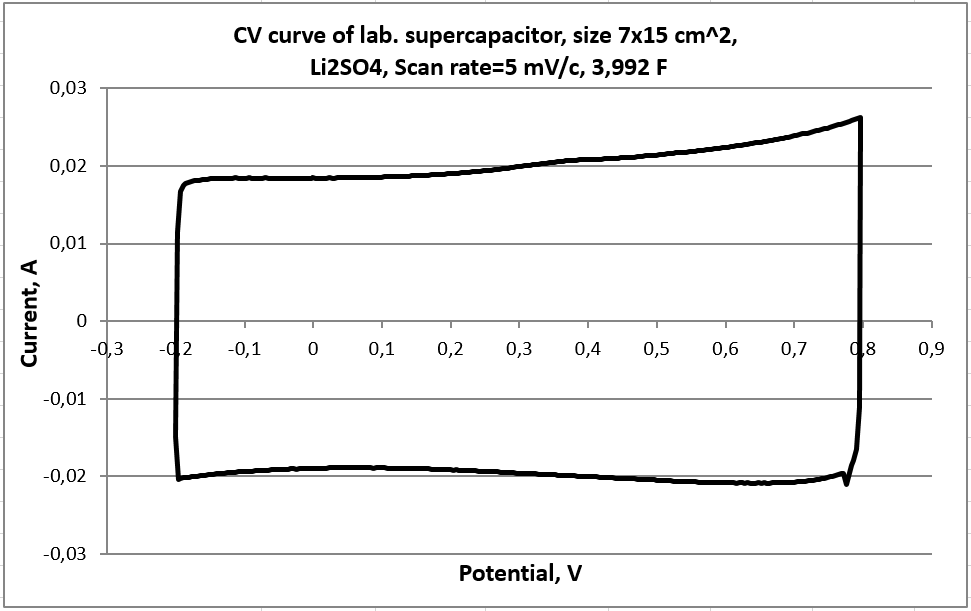 CV curve of lab. supercapacitor, size 7x15 cm^2,
Li2SO4, Scan rate=5 mV/c, 3,992 F
0,03
0,02
0,01
0
-0,3 -0,2 -0,1 0 0,1 0,2 0,3 0,4 0,5 0,6 0,7 0,8 0,9
-0,01
-0,02
-0,03
Current, A
Potential, V